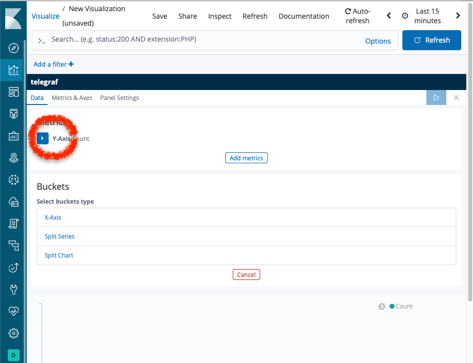 Visualize / New Visualization (unsaved) Save Share Inspect Refresh Documentation Auto-refresh Last 15 minutes
>_ Search... (e.g. status:200 AND extension:PHP) Options Refresh
Add a filter +
telegraf
Data Metrics & Axes Panel Settings
Metrics
Y-Axis Count
Add metrics
Buckets
Select buckets type
X-Axis
Split Series
Split Chart
Cancel
Count
D